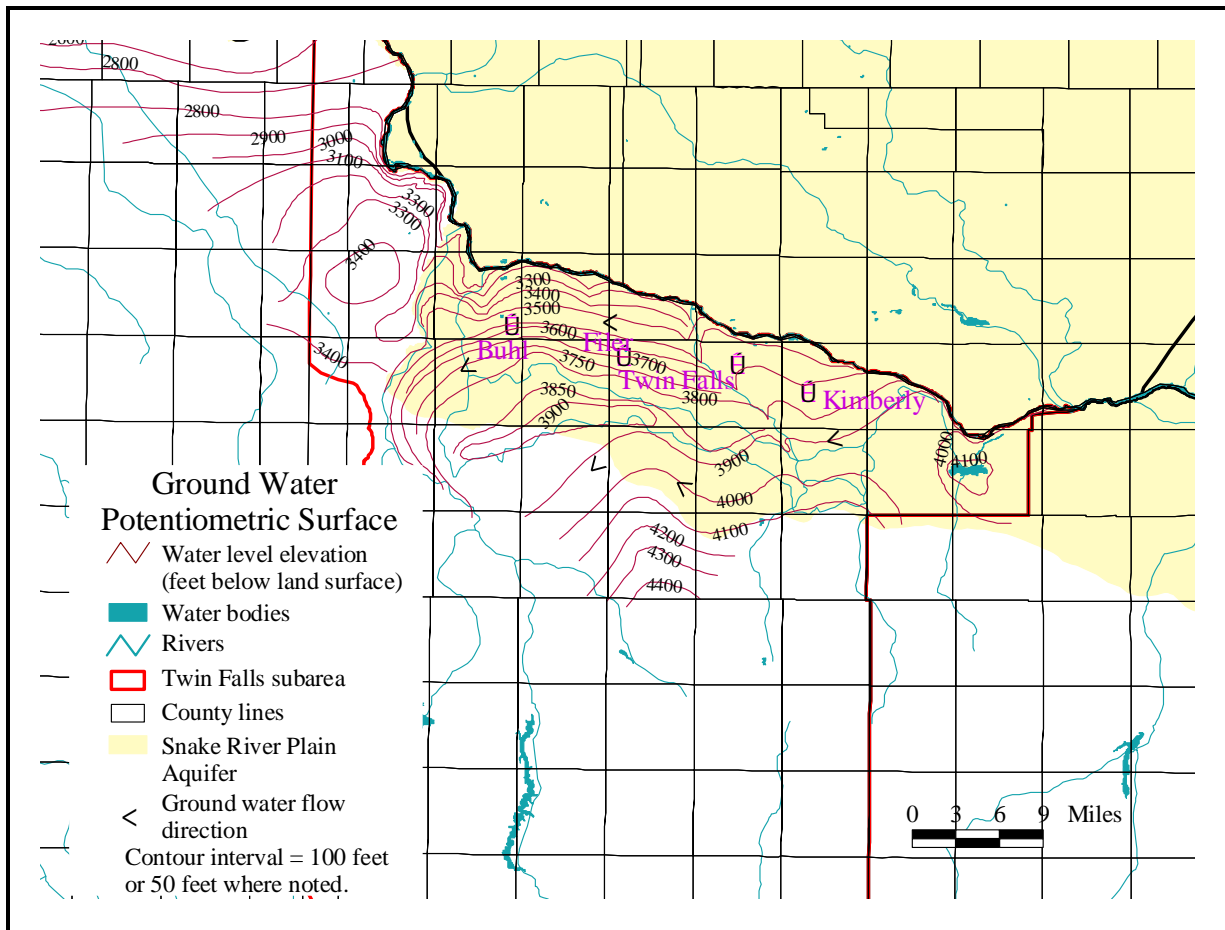 2800
2800
2900
3000
3100
3300
3300
3400
3400
3300
3400
3500
3600
Filer
Buhl
3700
3750
Twin Falls
3850
3800
Kimberly
3900
3900
4000
4100
4000
4100
4200
4300
4400
Ground Water
Potentiometric Surface
Water level elevation
(feet below land surface)
Water bodies
Rivers
Twin Falls subarea
County lines
Snake River Plain
Aquifer
Ground water flow
direction
Contour interval = 100 feet
or 50 feet where noted.
0 3 6 9 Miles